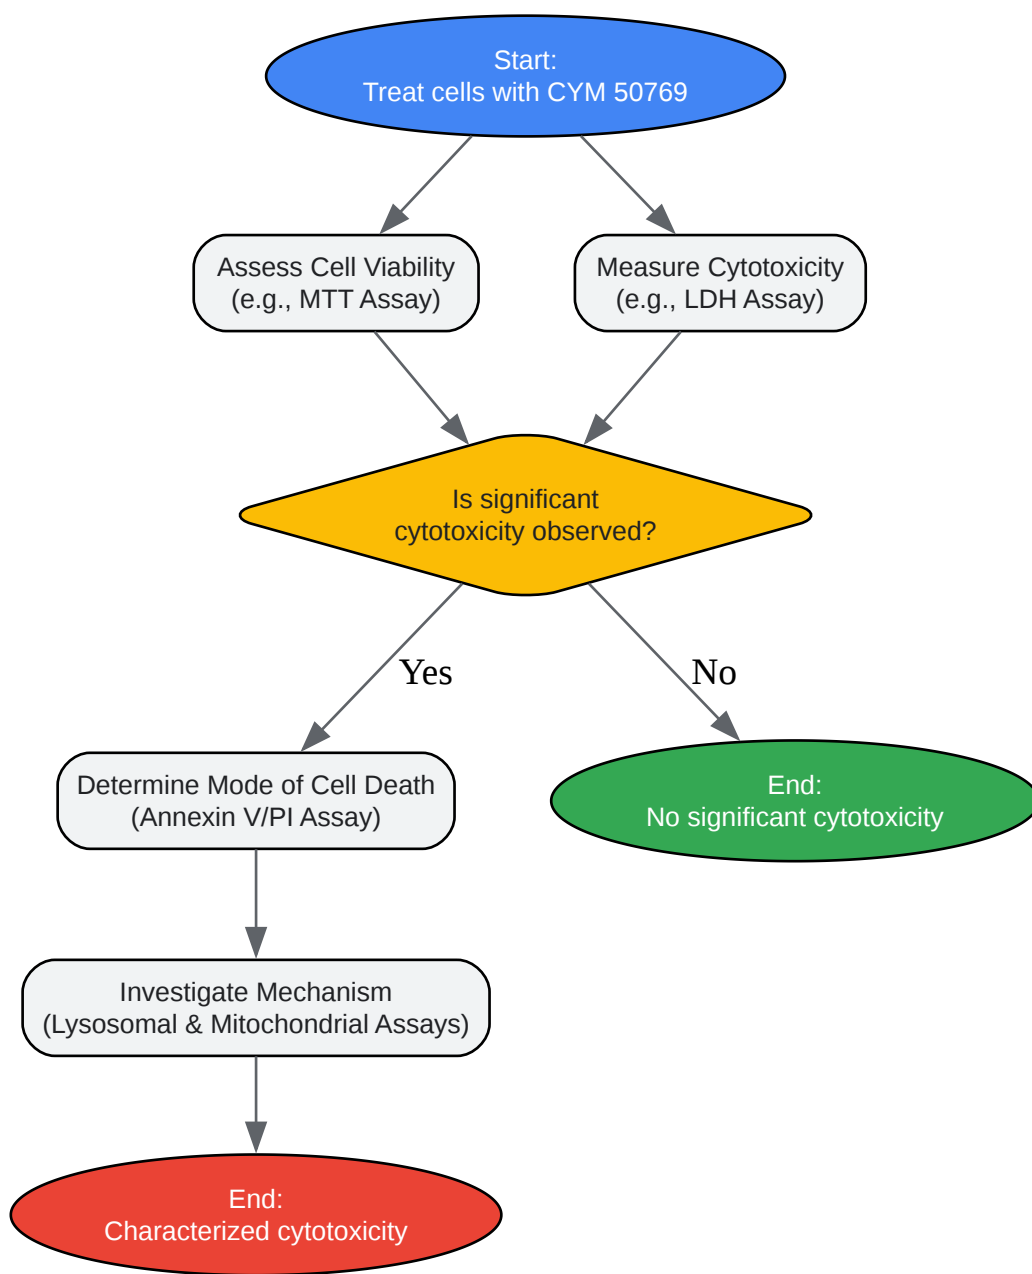 Start:
Treat cells with CYM 50769
Assess Cell Viability
(e.g., MTT Assay)
Measure Cytotoxicity
(e.g., LDH Assay)
Is significant
cytotoxicity observed?
Yes
No
Determine Mode of Cell Death
(Annexin V/PI Assay)
End:
No significant cytotoxicity
Investigate Mechanism
(Lysosomal & Mitochondrial Assays)
End:
Characterized cytotoxicity